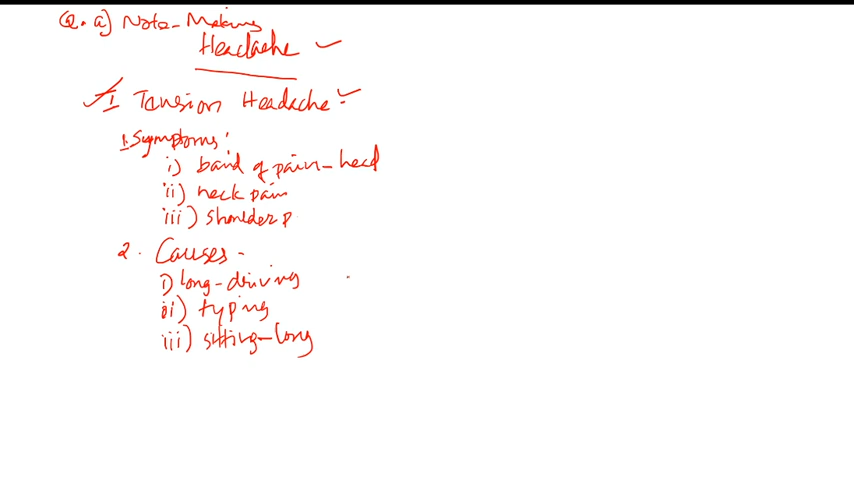 Q. a) Note-Making
Headache
I Tension Headache:
1. Symptoms:
i) band of pain-head
ii) neck pain
iii) shoulder p
2. Causes-
i) long-driving
ii) typing
iii) sitting-long